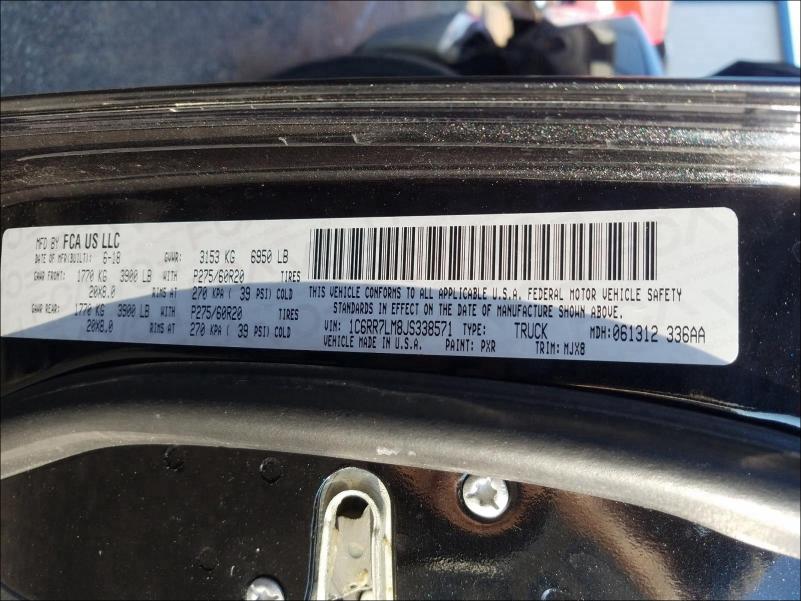 MFD BY FCA US LLC
DATE OF MFR(BUILT): 6-18 GVWR: 3153 KG 6950 LB
GAWR FRONT: 1770 KG 3900 LB WITH P275/60R20 TIRES
20X8.0 RIMS AT 270 KPA ( 39 PSI) COLD
GAWR REAR: 1770 KG 3900 LB WITH P275/60R20 TIRES
20X8.0 RIMS AT 270 KPA ( 39 PSI) COLD
THIS VEHICLE CONFORMS TO ALL APPLICABLE U.S.A. FEDERAL MOTOR VEHICLE SAFETY
STANDARDS IN EFFECT ON THE DATE OF MANUFACTURE SHOWN ABOVE.
VIN: 1C6RR7LM8JS338571 TYPE: TRUCK MDH: 061312 336AA
VEHICLE MADE IN U.S.A. PAINT: PXR TRIM: MJX8